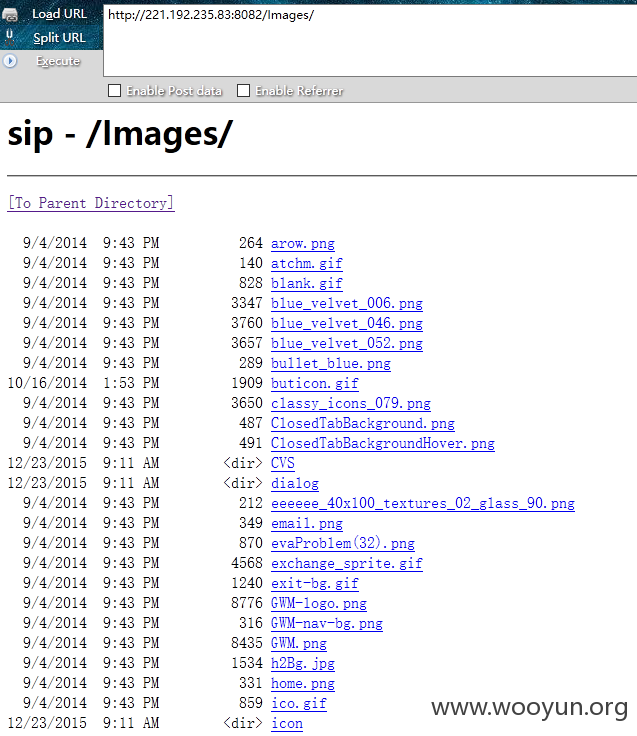 Load URL
http://221.192.235.83:8082/Images/
Split URL
Execute
Enable Post data Enable Referrer
sip - /Images/
[To Parent Directory]
9/4/2014 9:43 PM 264 arow.png
9/4/2014 9:43 PM 140 atchm.gif
9/4/2014 9:43 PM 828 blank.gif
9/4/2014 9:43 PM 3347 blue_velvet_006.png
9/4/2014 9:43 PM 3760 blue_velvet_046.png
9/4/2014 9:43 PM 3657 blue_velvet_052.png
9/4/2014 9:43 PM 289 bullet_blue.png
10/16/2014 1:53 PM 1909 buticon.gif
9/4/2014 9:43 PM 3650 classy_icons_079.png
9/4/2014 9:43 PM 487 ClosedTabBackground.png
9/4/2014 9:43 PM 491 ClosedTabBackgroundHover.png
12/23/2015 9:11 AM <dir> CVS
12/23/2015 9:11 AM <dir> dialog
9/4/2014 9:43 PM 212 eeeeee_40x100_textures_02_glass_90.png
9/4/2014 9:43 PM 349 email.png
9/4/2014 9:43 PM 870 evaProblem(32).png
9/4/2014 9:43 PM 4568 exchange_sprite.gif
9/4/2014 9:43 PM 1240 exit-bg.gif
9/4/2014 9:43 PM 8776 GWM-logo.png
9/4/2014 9:43 PM 316 GWM-nav-bg.png
9/4/2014 9:43 PM 8435 GWM.png
9/4/2014 9:43 PM 1534 h2Bg.jpg
9/4/2014 9:43 PM 331 home.png
9/4/2014 9:43 PM 859 ico.gif
12/23/2015 9:11 AM <dir> icon
www.wooyun.org